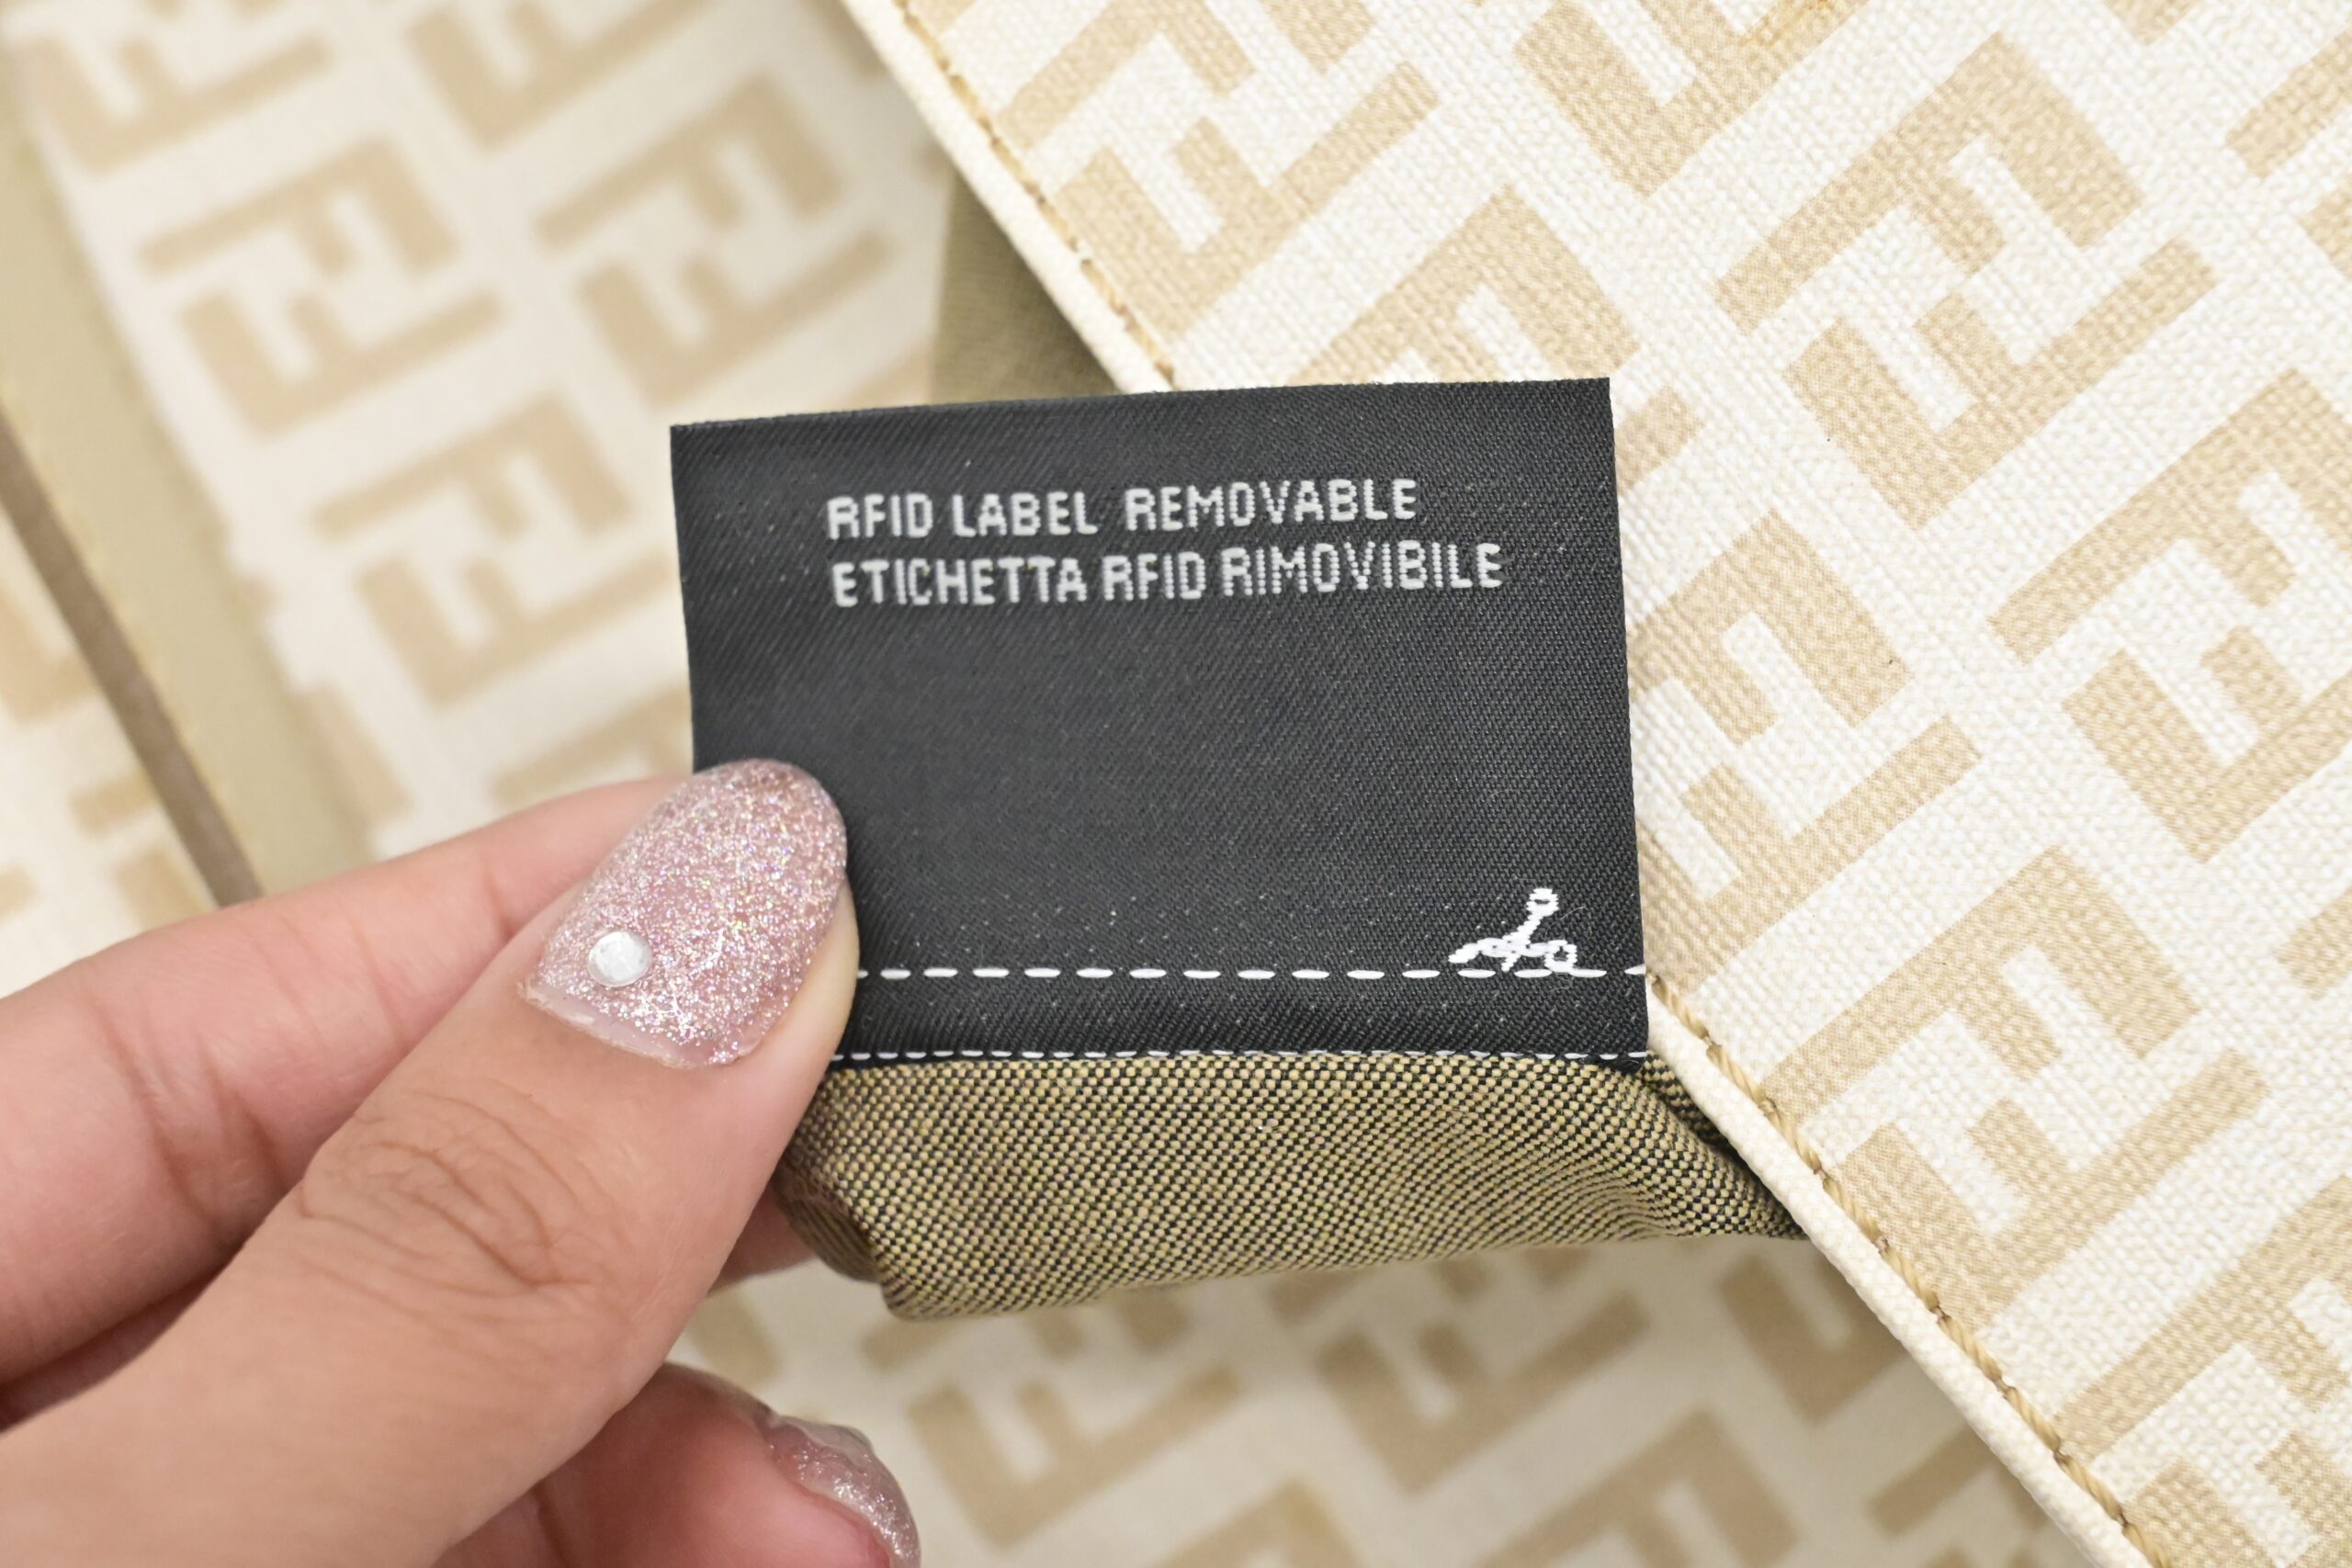 RFID LABEL REMOVABLE
ETICHETTA RFID RIMOVIBILE